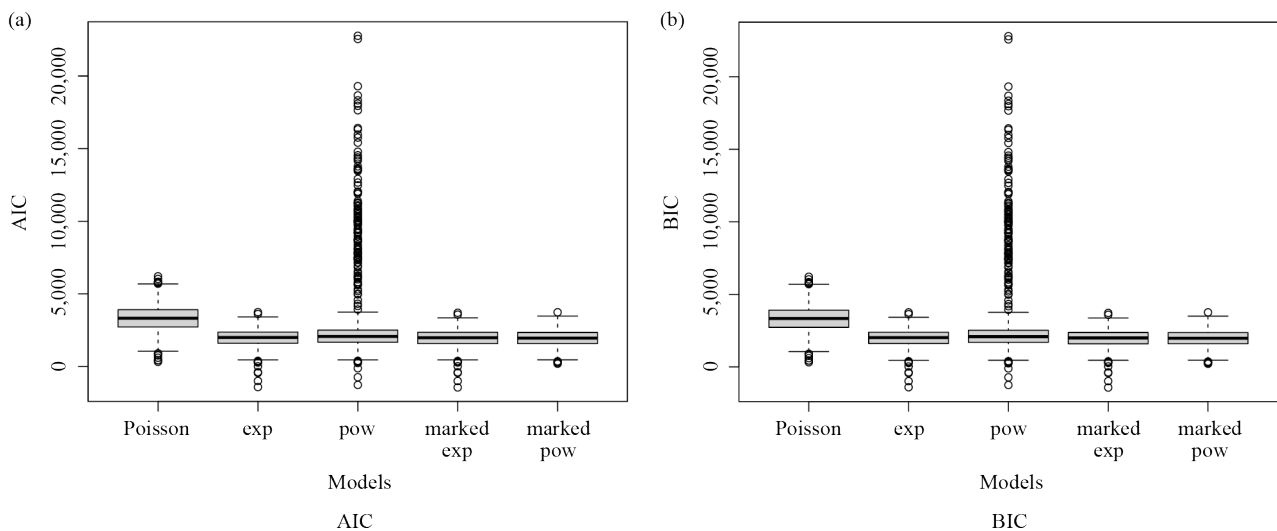 (a)
AIC
20,000
15,000
10,000
5,000
0
Poisson
exp
pow
marked
exp
marked
pow
Models
AIC
(b)
BIC
20,000
15,000
10,000
5,000
0
Poisson
exp
pow
marked
exp
marked
pow
Models
BIC